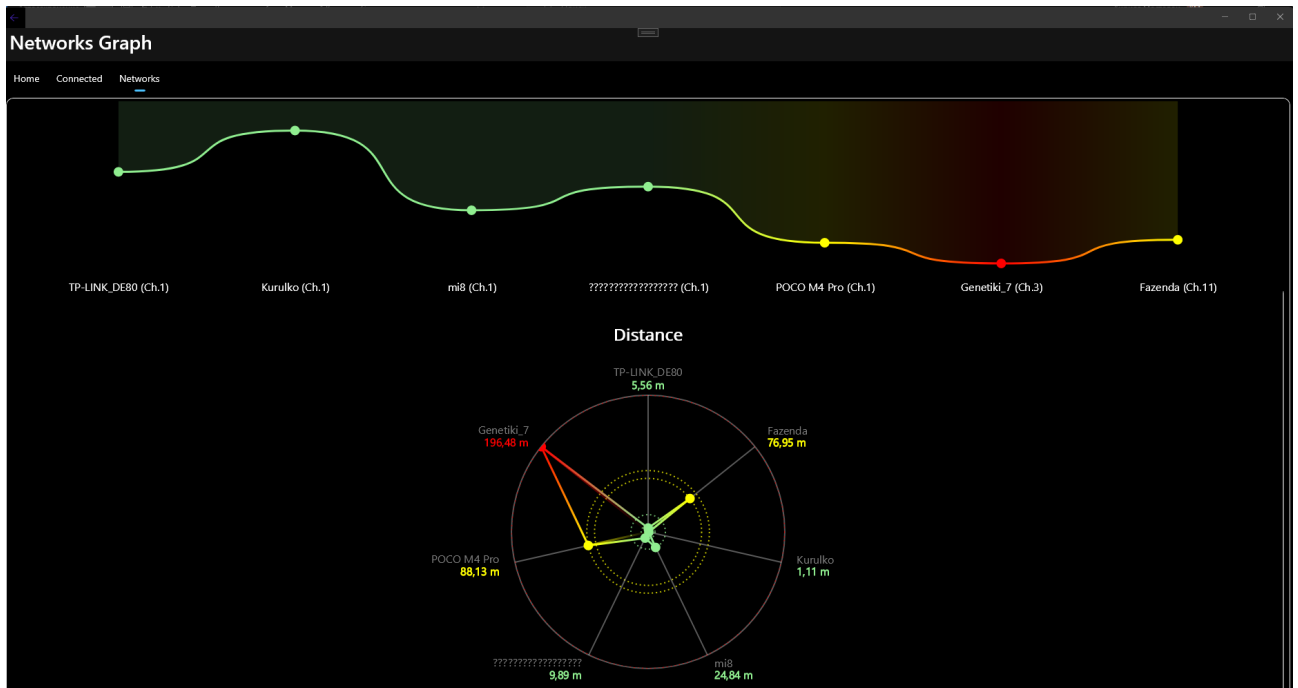 Networks Graph
Home Connected Networks
TP-LINK_DE80 (Ch.1) Kurulko (Ch.1) mi8 (Ch.1) ?????????????????? (Ch.1) POCO M4 Pro (Ch.1) Genetiki_7 (Ch.3) Fazenda (Ch.11)
Distance
TP-LINK_DE80
5,56 m
Genetiki_7
196,48 m
Fazenda
76,95 m
POCO M4 Pro
88,13 m
Kurulko
1,11 m
??????????????????
9,89 m
mi8
24,84 m